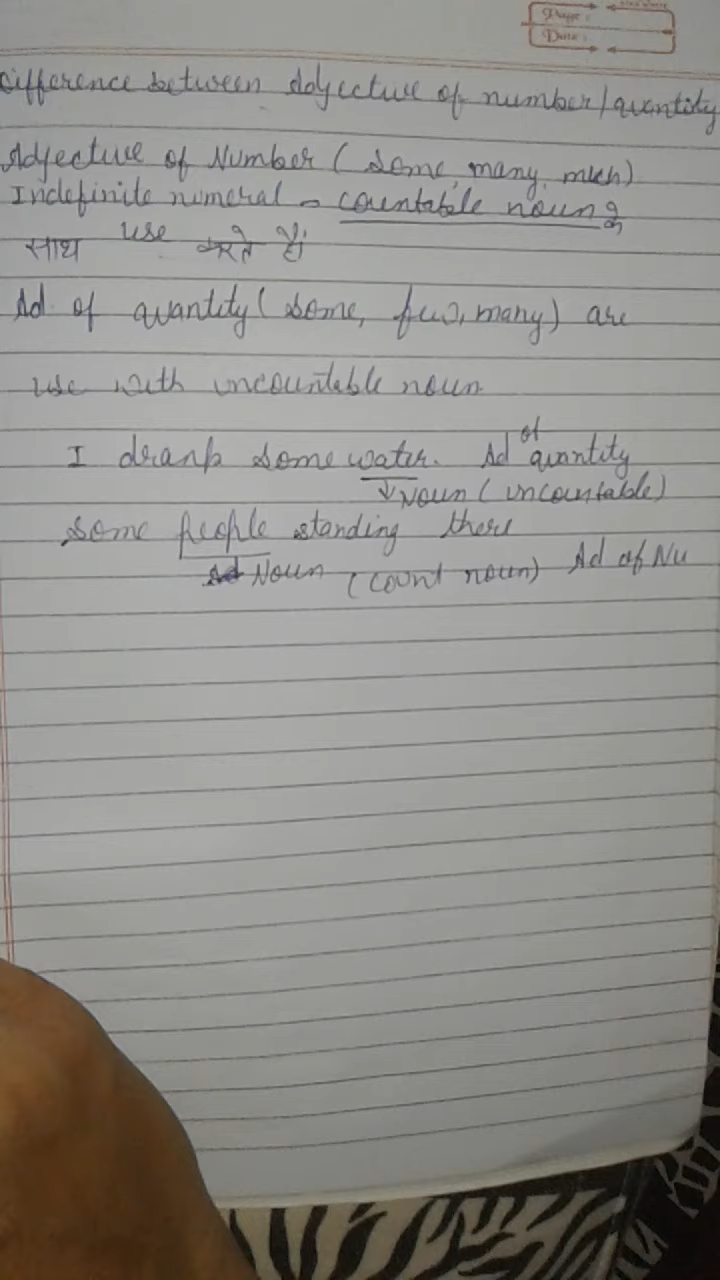 Page :
Date :
Difference between Adjective of number/quantity
Adjective of Number ( some, many, much)
Indefinite numeral – countable noun के
साथ use करते हैं
Ad. of quantity ( some, few, many) are
use with uncountable noun
I drank some water. Ad of quantity
↓ Noun (uncountable)
some people standing there
Noun (count noun) Ad of Nu